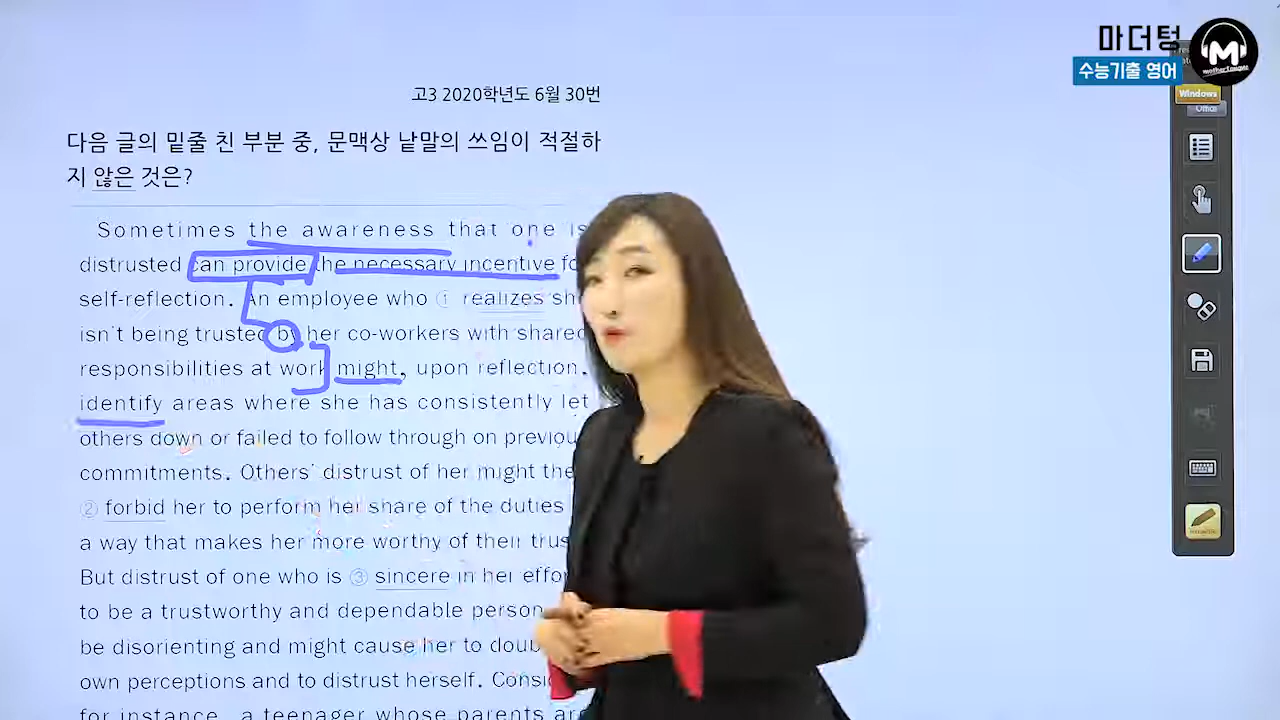 마더텅
수능기출 영어
M
mothertongue
Windows
Office
고3 2020학년도 6월 30번
다음 글의 밑줄 친 부분 중, 문맥상 낱말의 쓰임이 적절하
지 않은 것은?
Sometimes the awareness that one is
distrusted can provide the necessary incentive
self-reflection. An employee who ① realizes
isn't being trusted by her co-workers with shared
responsibilities at work might, upon reflection,
identify areas where she has consistently let
others down or failed to follow through on
commitments. Others' distrust of her might
② forbid her to perform her share of the duties
a way that makes her more worthy of their
But distrust of one who is ③ sincere in her
to be a trustworthy and dependable person
be disorienting and might cause her to
own perceptions and to distrust herself.
for instance, a teenager whose parents